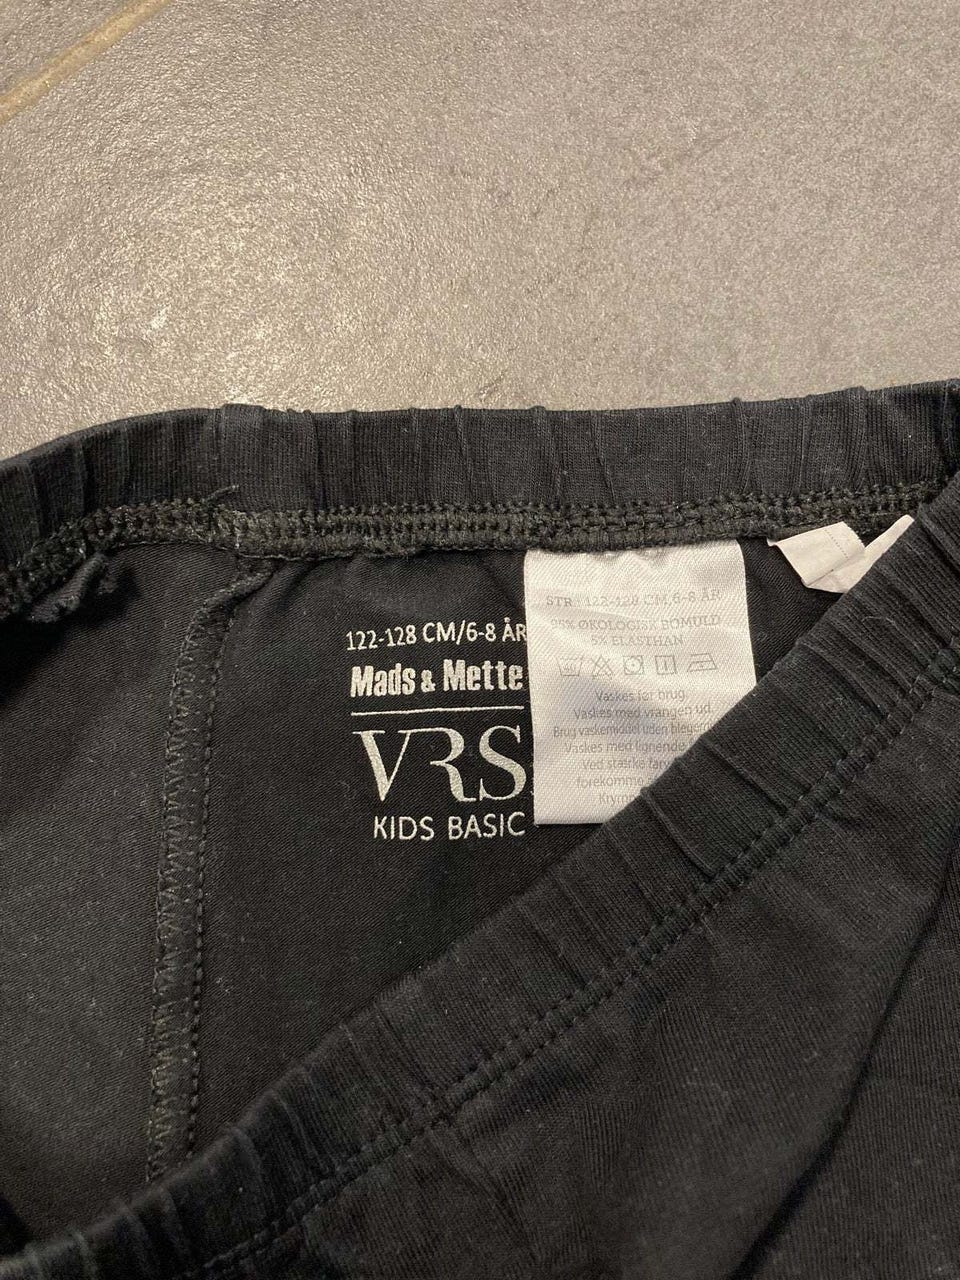 122-128 CM/6-8 ÅR
Mads & Mette
VRS
KIDS BASIC
STR.: 122-128 CM, 6-8 ÅR
95% ØKOLOGISK BOMULD
5% ELASTHAN
Vaskes før brug.
Vaskes med vrangen ud
Brug vaskemiddel uden
Vaskes med lignende
Ved stærke
forekomme